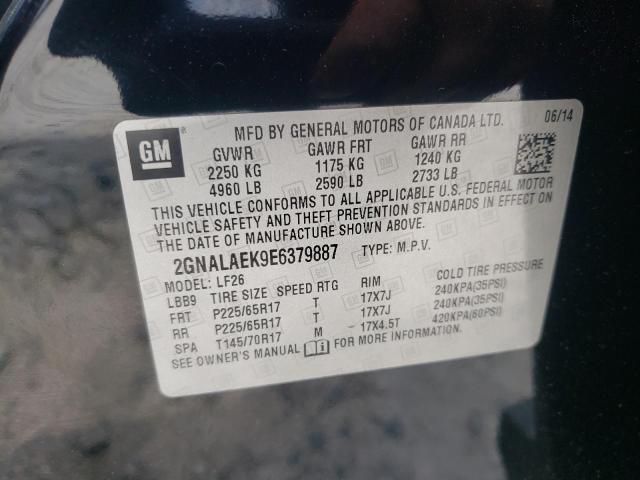 GM
MFD BY GENERAL MOTORS OF CANADA LTD. 06/14
GVWR GAWR FRT GAWR RR
2250 KG 1175 KG 1240 KG
4960 LB 2590 LB 2733 LB
THIS VEHICLE CONFORMS TO ALL APPLICABLE U.S. FEDERAL MOTOR
VEHICLE SAFETY AND THEFT PREVENTION STANDARDS IN EFFECT ON
THE DATE OF MANUFACTURE SHOWN ABOVE.
2GNALAEK9E6379887 TYPE: M.P.V.
MODEL: LF26
LBB9 TIRE SIZE SPEED RTG RIM COLD TIRE PRESSURE
FRT P225/65R17 T 17X7J 240KPA(35PSI)
RR P225/65R17 T 17X7J 240KPA(35PSI)
SPA T145/70R17 M 17X4.5T 420KPA(60PSI)
SEE OWNER'S MANUAL FOR MORE INFORMATION.